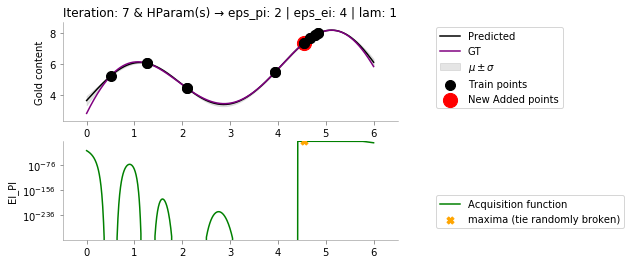 Iteration: 7 & HParam(s) → eps_pi: 2 | eps_ei: 4 | lam: 1
Gold content
8
6
4
0 1 2 3 4 5 6
Predicted
GT
μ ± σ
Train points
New Added points
EI_PI
10⁻⁷⁶
10⁻¹⁵⁶
10⁻²³⁶
0 1 2 3 4 5 6
Acquisition function
maxima (tie randomly broken)